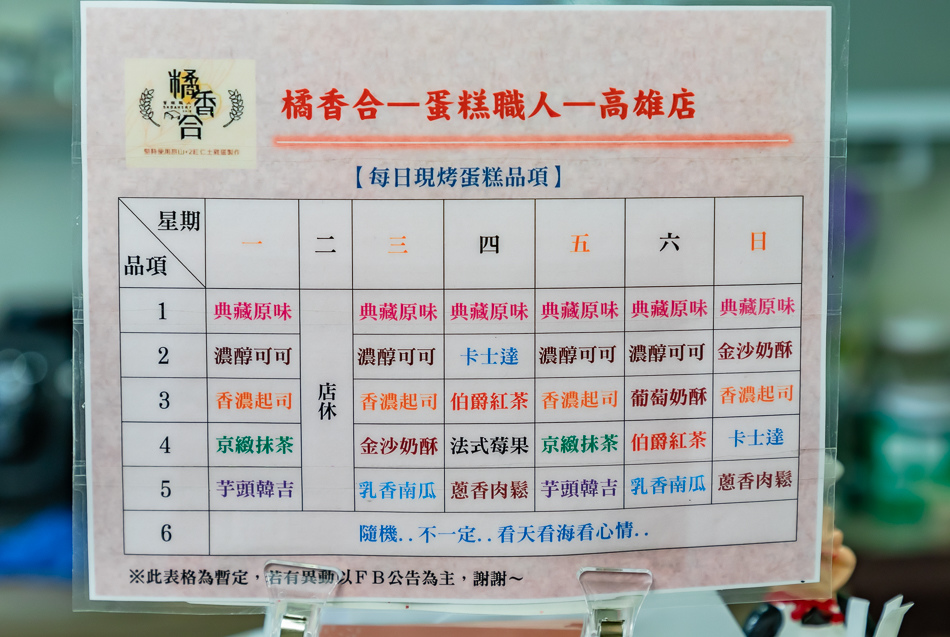 橘香合
橘香合—蛋糕職人—高雄店
【每日現烤蛋糕品項】
星期 一 二 三 四 五 六 日
品項
1 典藏原味 典藏原味 典藏原味 典藏原味 典藏原味 典藏原味
2 濃醇可可 濃醇可可 卡士達 濃醇可可 濃醇可可 金沙奶酥
3 香濃起司 店休 香濃起司 伯爵紅茶 香濃起司 葡萄奶酥 香濃起司
4 京緻抹茶 金沙奶酥 法式莓果 京緻抹茶 伯爵紅茶 卡士達
5 芋頭韓吉 乳香南瓜 蔥香肉鬆 芋頭韓吉 乳香南瓜 蔥香肉鬆
6 隨機..不一定..看天看海看心情..
※此表格為暫定，若有異動以FB公告為主，謝謝～